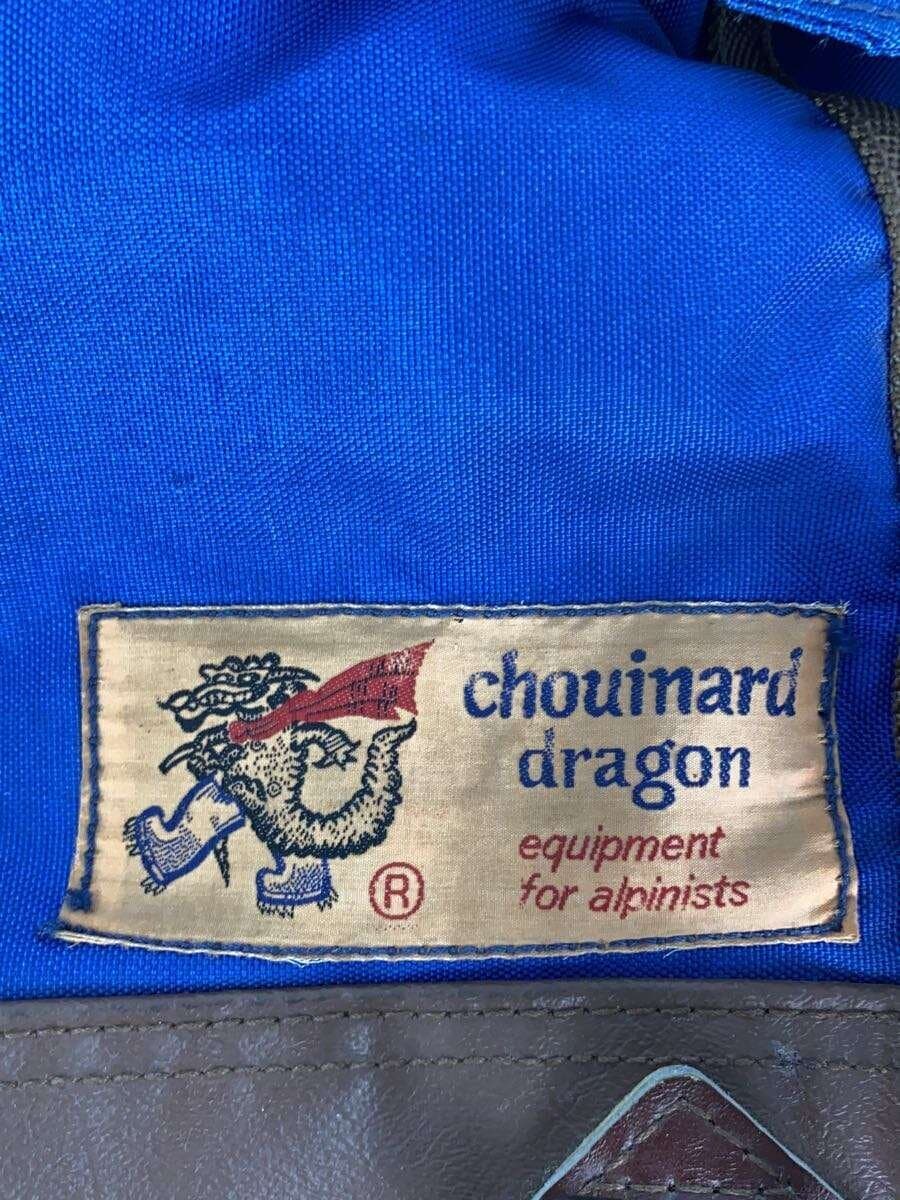 chouinard
dragon
equipment
for alpinists
®